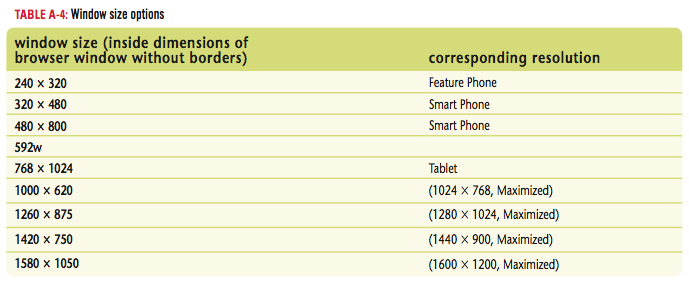 TABLE A-4: Window size options
window size (inside dimensions of
browser window without borders) corresponding resolution
240 × 320 Feature Phone
320 × 480 Smart Phone
480 × 800 Smart Phone
592w
768 × 1024 Tablet
1000 × 620 (1024 × 768, Maximized)
1260 × 875 (1280 × 1024, Maximized)
1420 × 750 (1440 × 900, Maximized)
1580 × 1050 (1600 × 1200, Maximized)